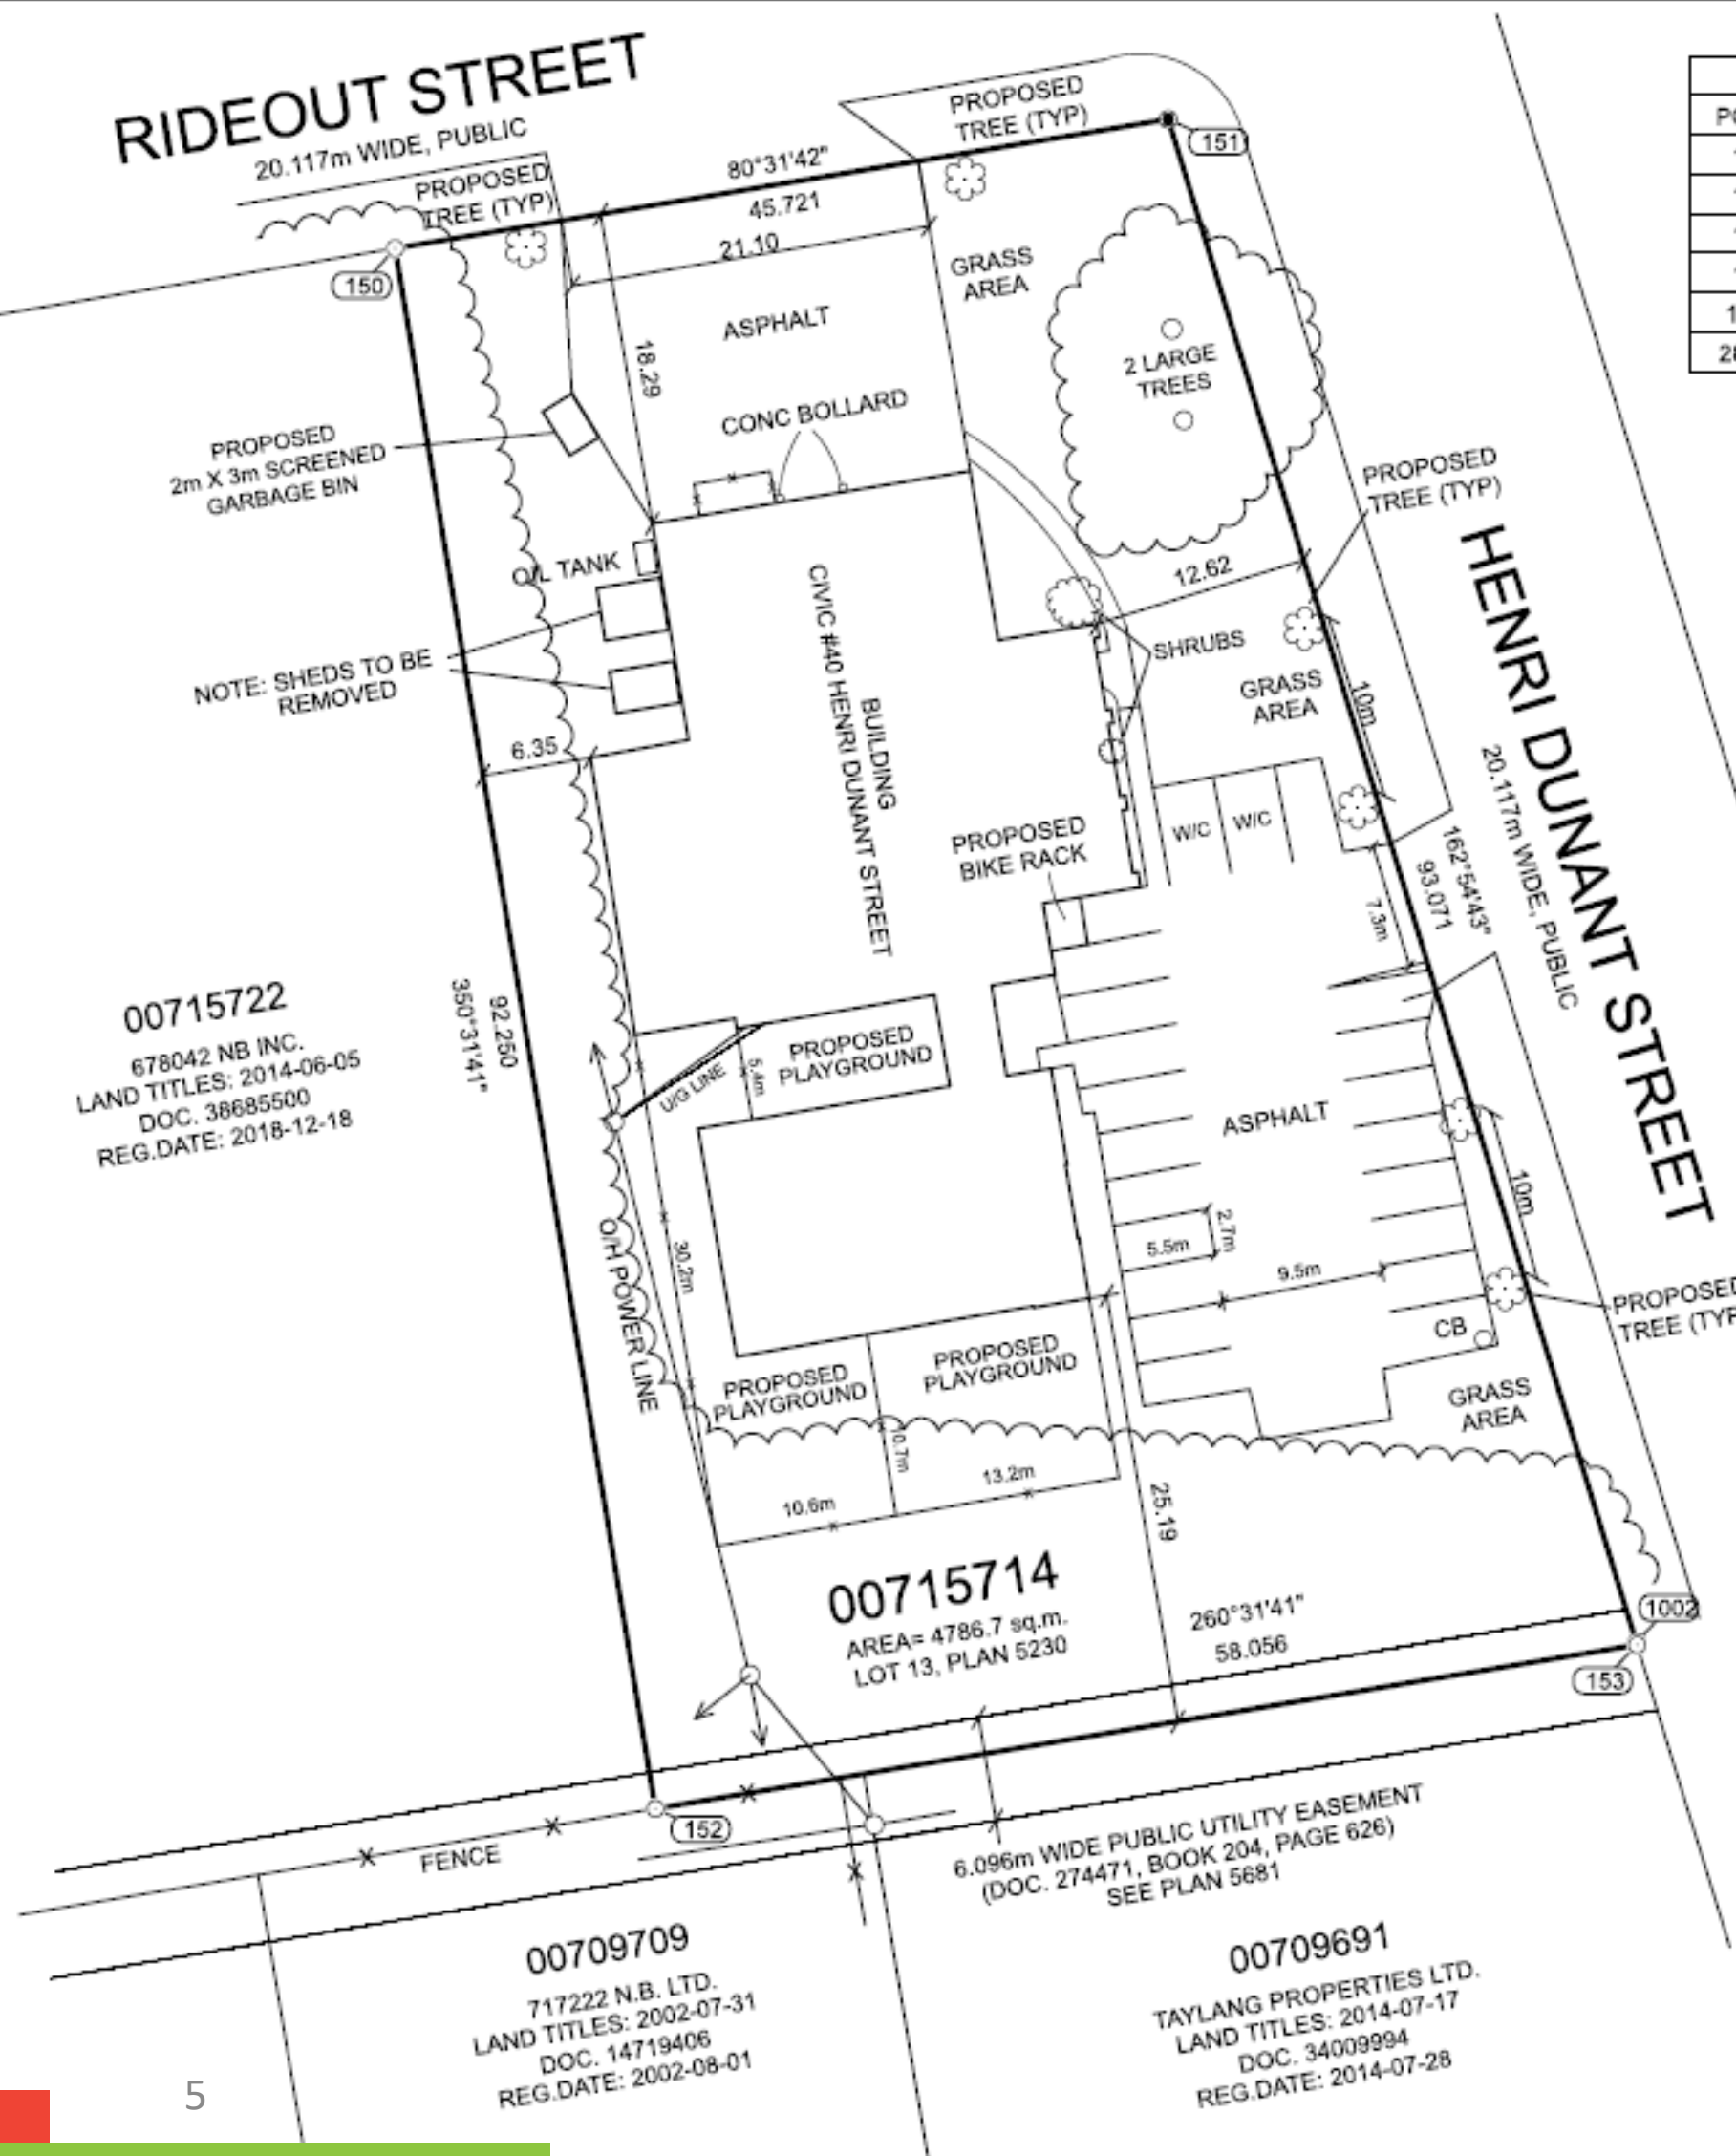 RIDEOUT STREET
20.117m WIDE, PUBLIC
PROPOSED
TREE (TYP)
80°31'42"
45.721
21.10
PROPOSED
TREE (TYP)
151
150
GRASS
AREA
ASPHALT
18.29
CONC BOLLARD
2 LARGE
TREES
PROPOSED
2m X 3m SCREENED
GARBAGE BIN
PROPOSED
TREE (TYP)
OIL TANK
12.62
HENRI DUNANT STREET
20.117m WIDE, PUBLIC
NOTE: SHEDS TO BE
REMOVED
SHRUBS
GRASS
AREA
10m
6.35
BUILDING
CIVIC #40 HENRI DUNANT STREET
W/C
W/C
PROPOSED
BIKE RACK
162°54'43"
93.071
7.3m
00715722
678042 NB INC.
LAND TITLES: 2014-06-05
DOC. 38685500
REG.DATE: 2018-12-18
92.250
350°31'41"
PROPOSED
PLAYGROUND
5.4m
U/G LINE
ASPHALT
10m
O/H POWER LINE
30.2m
2.7m
5.5m
9.5m
PROPOSED
TREE (TYP
CB
PROPOSED
PLAYGROUND
PROPOSED
PLAYGROUND
GRASS
AREA
10.7m
10.6m
13.2m
25.19
00715714
AREA= 4786.7 sq.m.
LOT 13, PLAN 5230
260°31'41"
58.056
1002
153
152
FENCE
6.096m WIDE PUBLIC UTILITY EASEMENT
(DOC. 274471, BOOK 204, PAGE 626)
SEE PLAN 5681
00709709
717222 N.B. LTD.
LAND TITLES: 2002-07-31
DOC. 14719406
REG.DATE: 2002-08-01
00709691
TAYLANG PROPERTIES LTD.
LAND TITLES: 2014-07-17
DOC. 34009994
REG.DATE: 2014-07-28
5